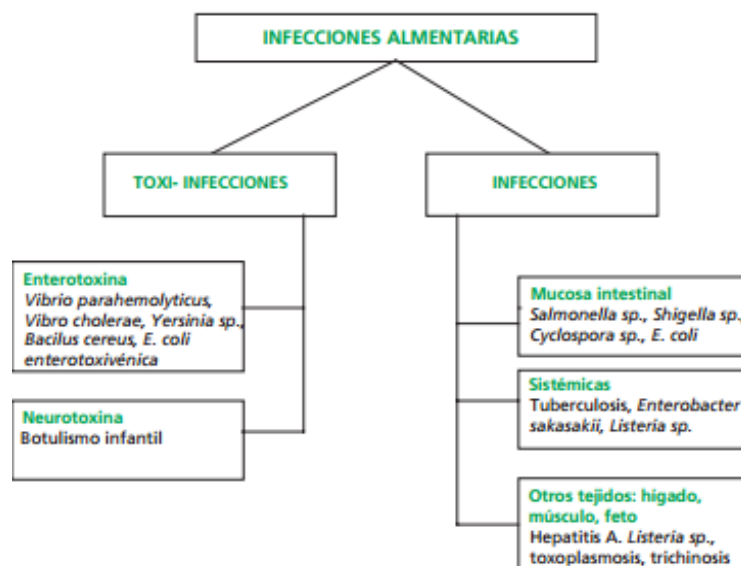 INFECCIONES ALMENTARIAS
TOXI- INFECCIONES
INFECCIONES
Enterotoxina
Vibrio parahemolyticus,
Vibro cholerae, Yersinia sp.,
Bacilus cereus, E. coli
enterotoxivénica
Neurotoxina
Botulismo infantil
Mucosa intestinal
Salmonella sp., Shigella sp.,
Cyclospora sp., E. coli
Sistémicas
Tuberculosis, Enterobacter
sakasakii, Listeria sp.
Otros tejidos: hígado,
músculo, feto
Hepatitis A. Listeria sp.,
toxoplasmosis, trichinosis